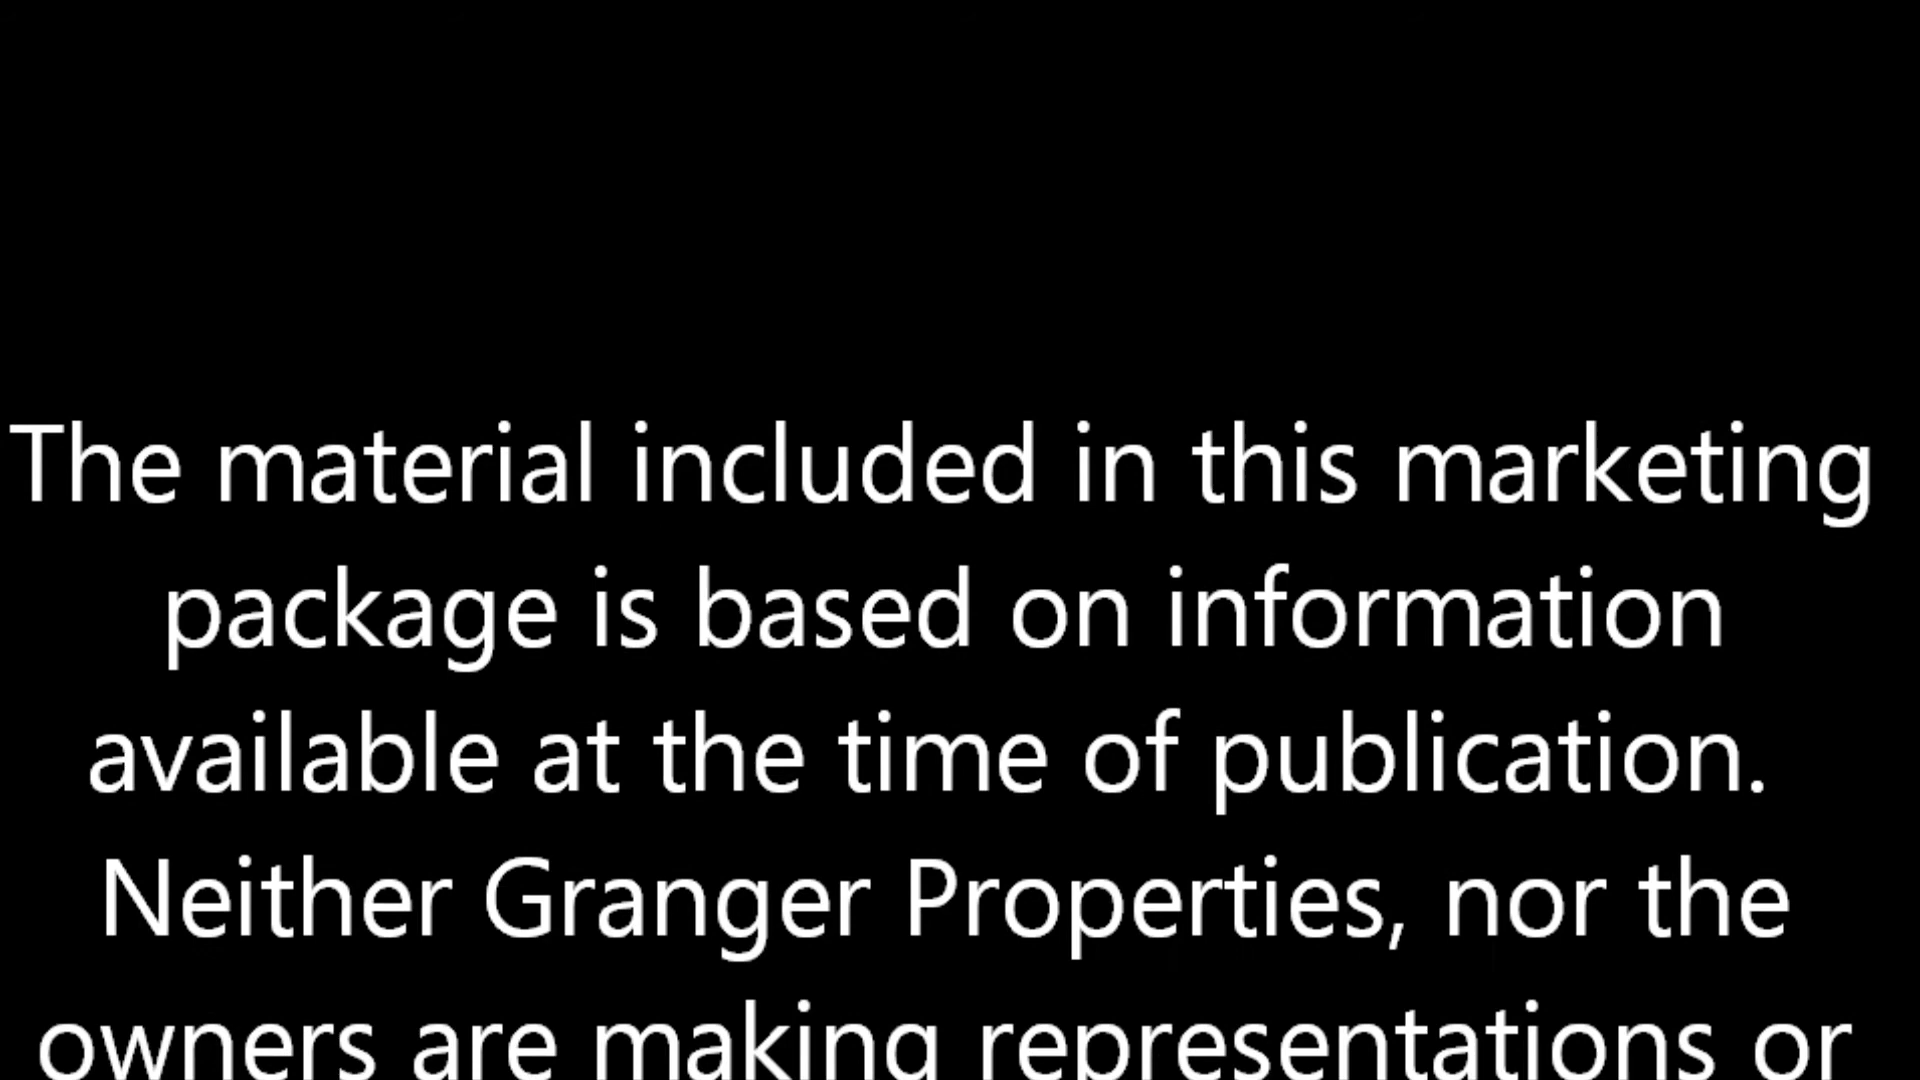 The material included in this marketing
package is based on information
available at the time of publication.
Neither Granger Properties, nor the
owners are making representations or